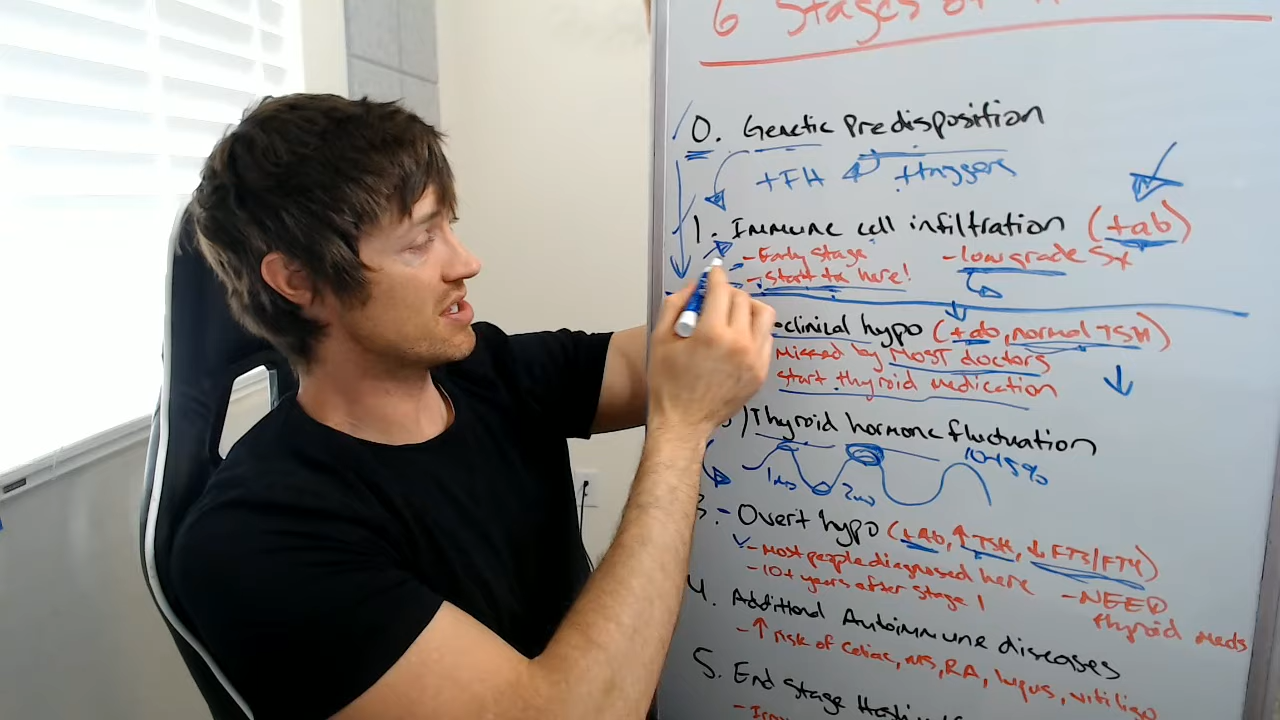 6 Stages of
0. Genetic Predisposition
+FH triggers
1. Immune cell infiltration (+ab)
- Early stage - low grade Sx
- Start tx here!
clinical hypo (+ab, normal TSH)
Missed by MOST doctors
start thyroid medication
) Thyroid hormone fluctuation
10-15%
1mo 2mo
3. Overt hypo (+Ab, ↑TSH, ↓FT3/FT4)
- Most people diagnosed here
- 10+ years after stage 1 - NEED
thyroid meds
4. Additional Autoimmune diseases
- ↑ risk of Celiac, MS, RA, lupus, vitiligo
5. End Stage